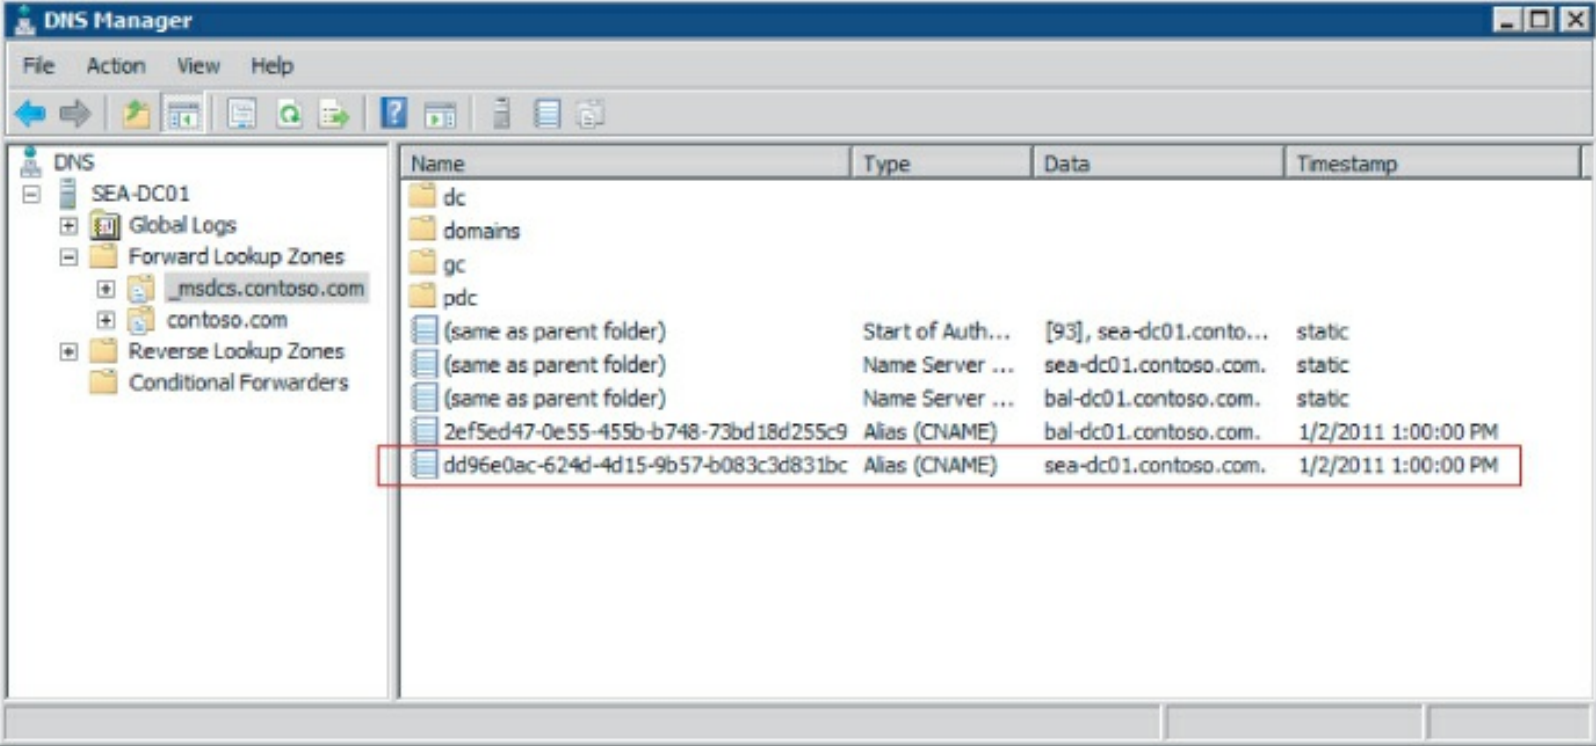 DNS Manager
File Action View Help
DNS
SEA-DC01
Global Logs
Forward Lookup Zones
_msdcs.contoso.com
contoso.com
Reverse Lookup Zones
Conditional Forwarders
Name Type Data Timestamp
dc
domains
gc
pdc
(same as parent folder) Start of Auth... [93], sea-dc01.conto... static
(same as parent folder) Name Server ... sea-dc01.contoso.com. static
(same as parent folder) Name Server ... bal-dc01.contoso.com. static
2ef5ed47-0e55-455b-b748-73bd18d255c9 Alias (CNAME) bal-dc01.contoso.com. 1/2/2011 1:00:00 PM
dd96e0ac-624d-4d15-9b57-b083c3d831bc Alias (CNAME) sea-dc01.contoso.com. 1/2/2011 1:00:00 PM